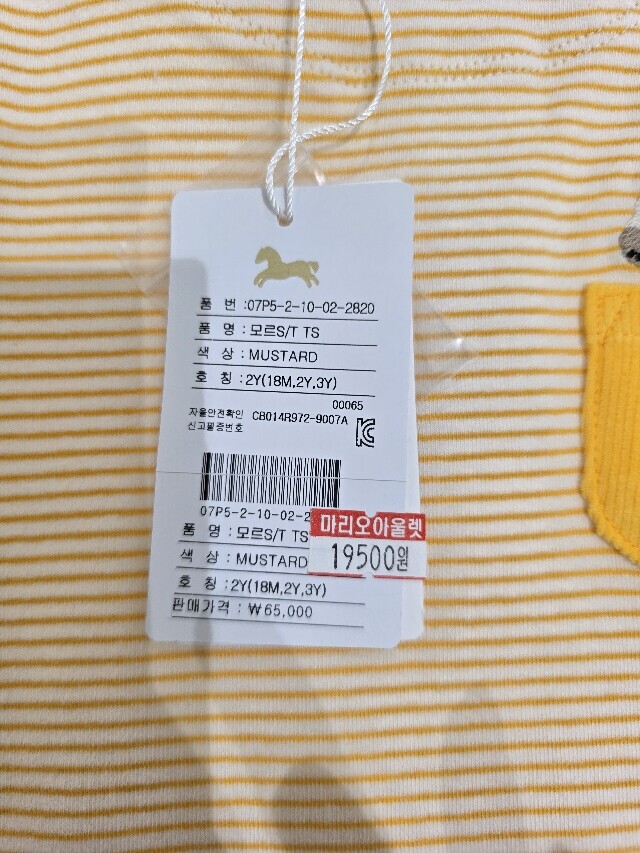 품 번 :07P5-2-10-02-2820
품 명 : 모르S/T TS
색 상 : MUSTARD
호 칭 : 2Y(18M,2Y,3Y)
00065
자율안전확인
신고필증번호
CB014R972-9007A
07P5-2-10-02-2
마리오아울렛
품 명 : 모르S/T TS
19500원
색 상 : MUSTARD
호 칭 : 2Y(18M,2Y,3Y)
판매가격 : ₩65,000